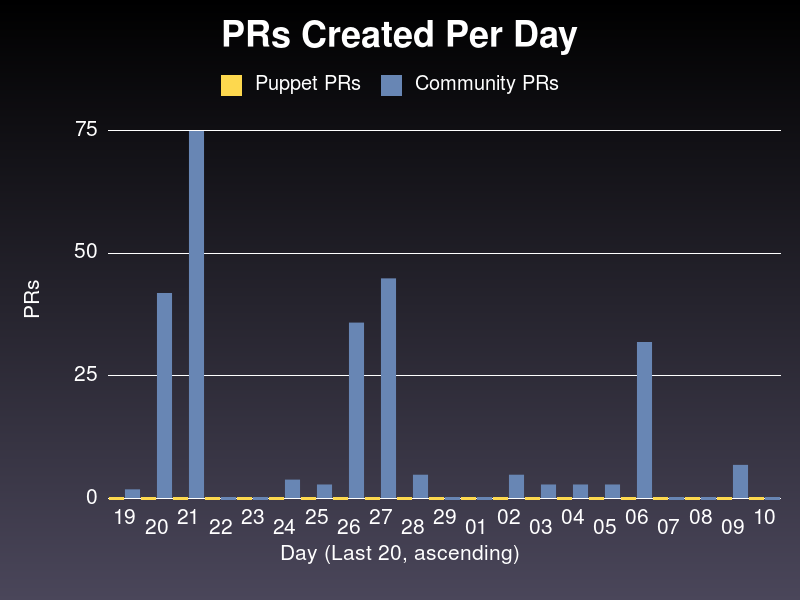 PRs Created Per Day
Puppet PRs Community PRs
75
50
25
0
PRs
19 20 21 22 23 24 25 26 27 28 29 01 02 03 04 05 06 07 08 09 10
Day (Last 20, ascending)